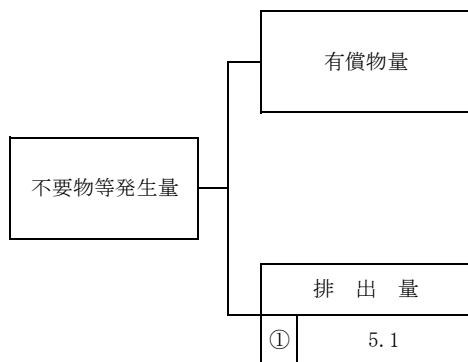 有償物量
不要物等発生量
排 出 量
① 5.1